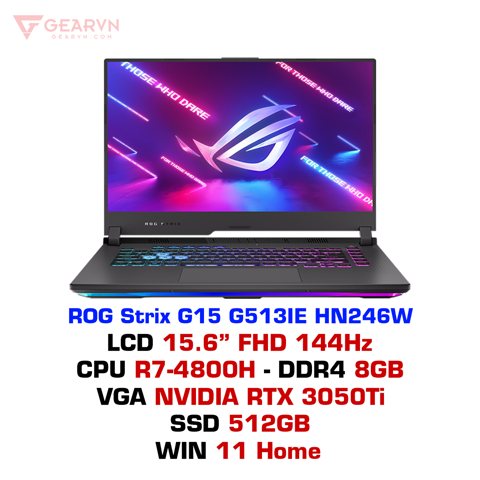 GEARVN
GEARVN.COM
THOSE WHO DARE
FOR THOSE WHO DARE
FOR THOSE WHO DARE
ROG STRIX
ROG Strix G15 G513IE HN246W
LCD 15.6” FHD 144Hz
CPU R7-4800H - DDR4 8GB
VGA NVIDIA RTX 3050Ti
SSD 512GB
WIN 11 Home